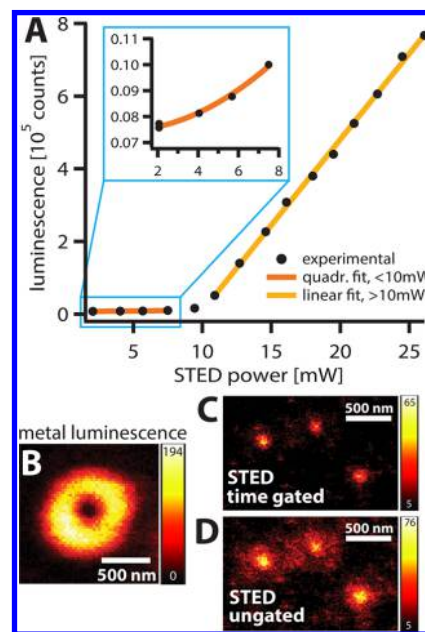 A
luminescence [10⁵ counts]
8
6
4
2
0
0.11
0.10
0.09
0.08
0.07
2
4
6
8
experimental
quadr. fit, <10mW
linear fit, >10mW
5
10
15
20
25
STED power [mW]
metal luminescence
B
194
0
500 nm
C
500 nm
65
5
STED
time gated
D
500 nm
76
5
STED
ungated